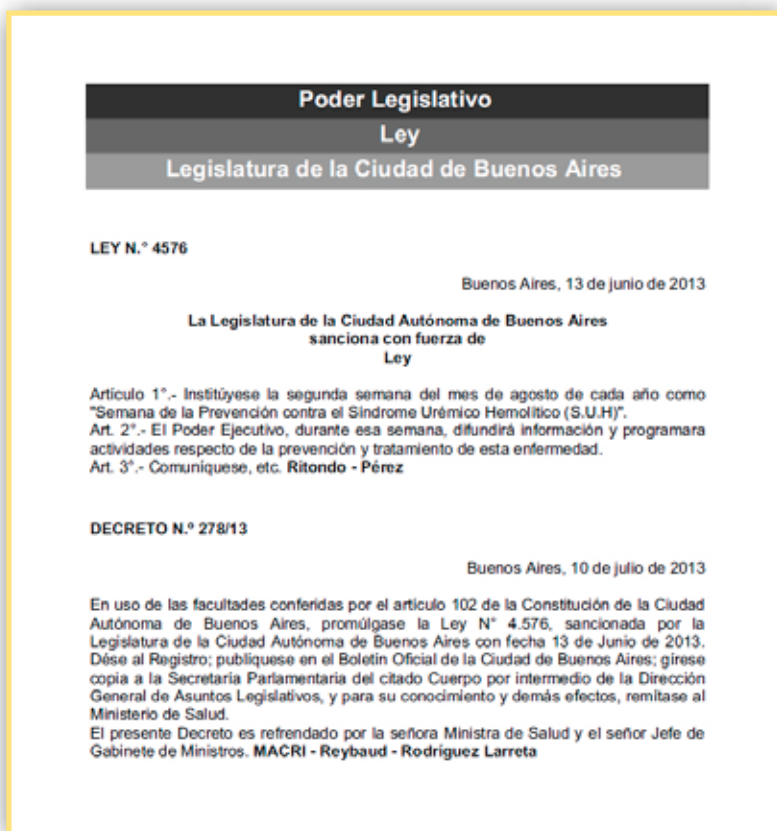 Poder Legislativo
Ley
Legislatura de la Ciudad de Buenos Aires
LEY N.° 4576
Buenos Aires, 13 de junio de 2013
La Legislatura de la Ciudad Autónoma de Buenos Aires
sanciona con fuerza de
Ley
Artículo 1°.- Institúyese la segunda semana del mes de agosto de cada año como
"Semana de la Prevención contra el Síndrome Urémico Hemolítico (S.U.H)".
Art. 2°.- El Poder Ejecutivo, durante esa semana, difundirá información y programara
actividades respecto de la prevención y tratamiento de esta enfermedad.
Art. 3°.- Comuníquese, etc. Ritondo - Pérez
DECRETO N.º 278/13
Buenos Aires, 10 de julio de 2013
En uso de las facultades conferidas por el artículo 102 de la Constitución de la Ciudad
Autónoma de Buenos Aires, promúlgase la Ley N° 4.576, sancionada por la
Legislatura de la Ciudad Autónoma de Buenos Aires con fecha 13 de Junio de 2013.
Dése al Registro; publíquese en el Boletín Oficial de la Ciudad de Buenos Aires; gírese
copia a la Secretaría Parlamentaria del citado Cuerpo por intermedio de la Dirección
General de Asuntos Legislativos, y para su conocimiento y demás efectos, remítase al
Ministerio de Salud.
El presente Decreto es refrendado por la señora Ministra de Salud y el señor Jefe de
Gabinete de Ministros. MACRI - Reybaud - Rodríguez Larreta